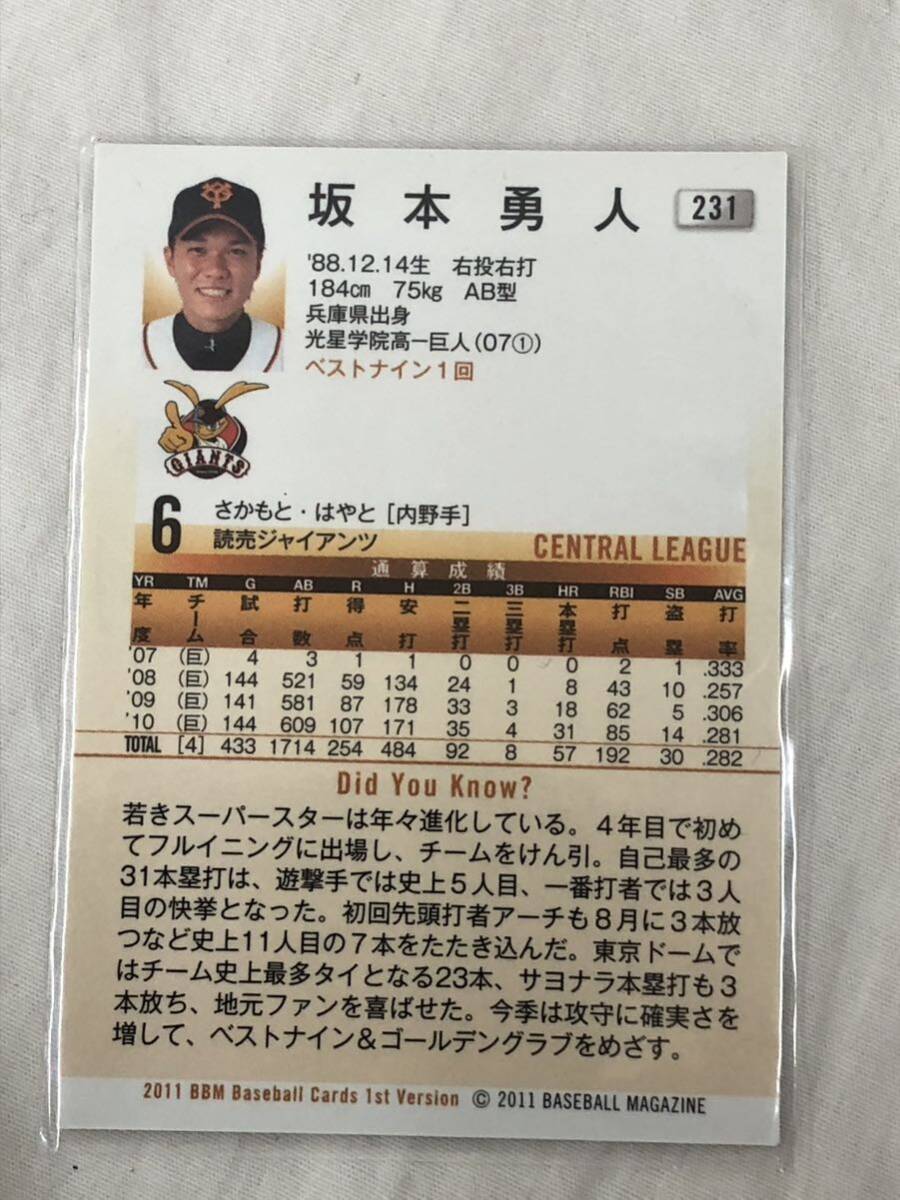 坂本勇人 231
'88.12.14生 右投右打
184cm 75kg AB型
兵庫県出身
光星学院高ー巨人(07①)
ベストナイン1回
GIANTS
6 さかもと・はやと [内野手]
読売ジャイアンツ CENTRAL LEAGUE
通算成績
YR TM G AB R H 2B 3B HR RBI SB AVG
年度 チーム 試合 打数 得点 安打 二塁打 三塁打 本塁打 打点 盗塁 打率
'07 (巨) 4 3 1 1 0 0 0 2 1 .333
'08 (巨) 144 521 59 134 24 1 8 43 10 .257
'09 (巨) 141 581 87 178 33 3 18 62 5 .306
'10 (巨) 144 609 107 171 35 4 31 85 14 .281
TOTAL [4] 433 1714 254 484 92 8 57 192 30 .282
Did You Know?
若きスーパースターは年々進化している。4年目で初め
てフルイニングに出場し、チームをけん引。自己最多の
31本塁打は、遊撃手では史上5人目、一番打者では3人
目の快挙となった。初回先頭打者アーチも8月に3本放
つなど史上11人目の7本をたたき込んだ。東京ドームで
はチーム史上最多タイとなる23本、サヨナラ本塁打も3
本放ち、地元ファンを喜ばせた。今季は攻守に確実さを
増して、ベストナイン&ゴールデングラブをめざす。
2011 BBM Baseball Cards 1st Version © 2011 BASEBALL MAGAZINE